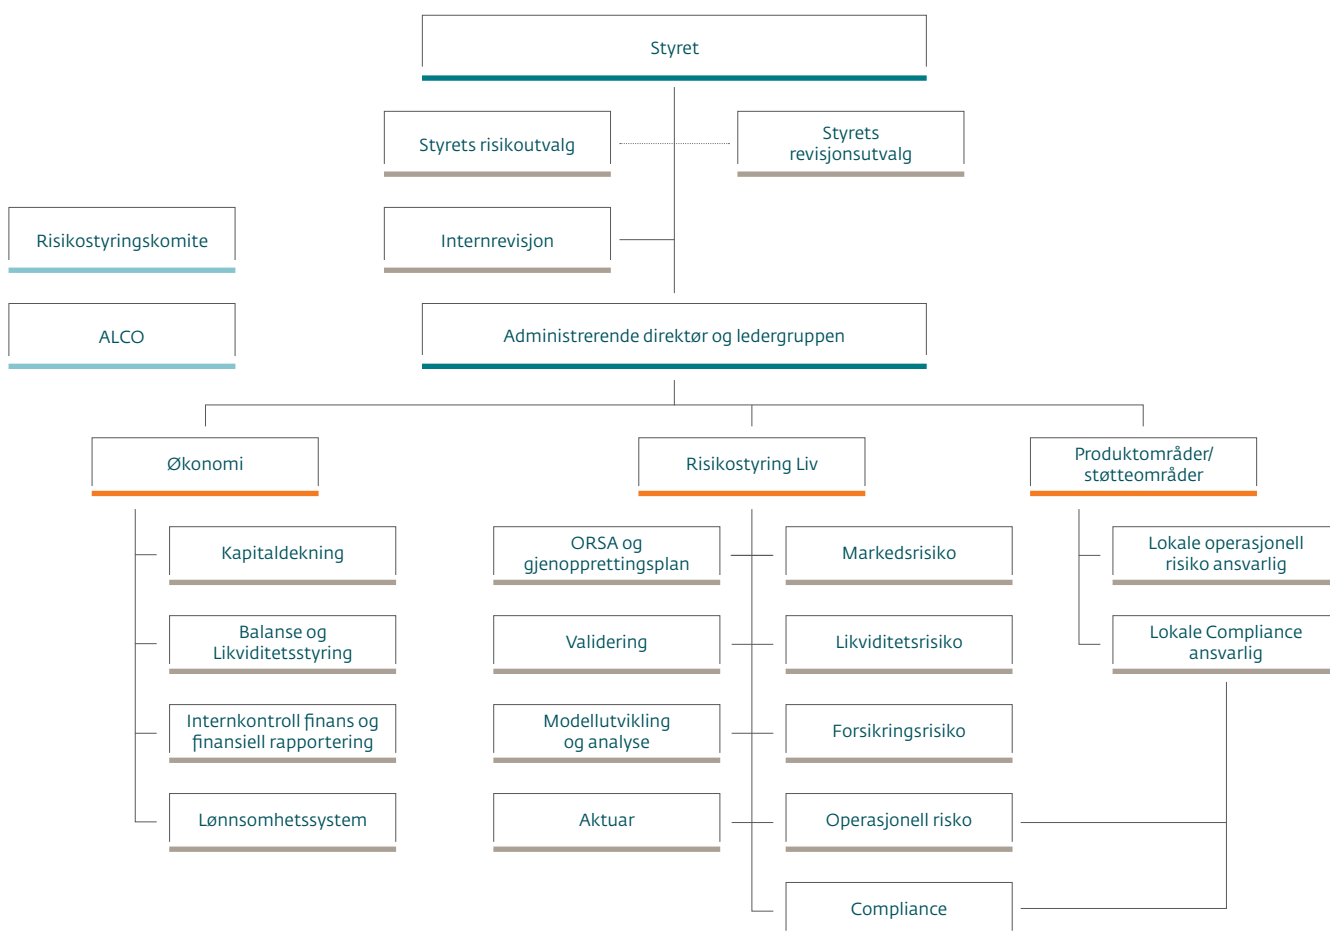 Styret
Styrets risikoutvalg
Styrets
revisjonsutvalg
Risikostyringskomite
Internrevisjon
ALCO
Administrerende direktør og ledergruppen
Økonomi
Risikostyring Liv
Produktområder/
støtteområder
Kapitaldekning
Balanse og
Likviditetsstyring
Internkontroll finans og
finansiell rapportering
Lønnsomhetssystem
ORSA og
gjenopprettingsplan
Validering
Modellutvikling
og analyse
Aktuar
Markedsrisiko
Likviditetsrisiko
Forsikringsrisiko
Operasjonell risko
Compliance
Lokale operasjonell
risiko ansvarlig
Lokale Compliance
ansvarlig